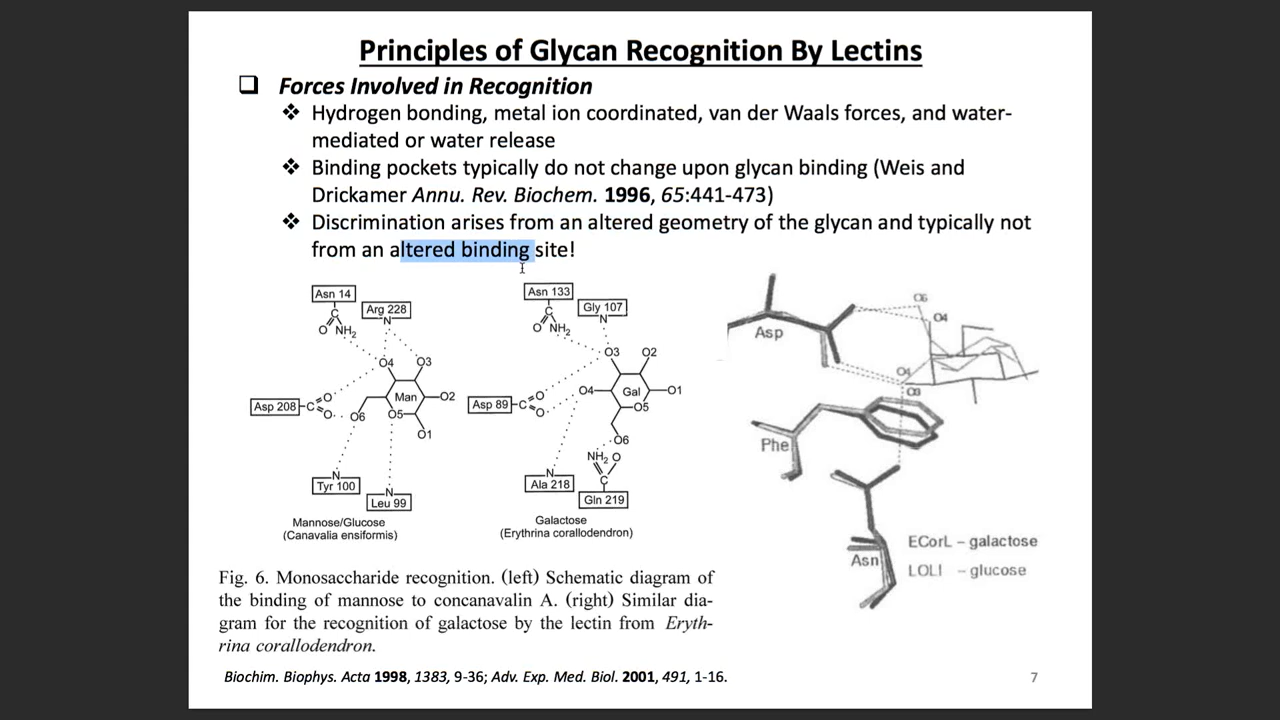 Principles of Glycan Recognition By Lectins
Forces Involved in Recognition
Hydrogen bonding, metal ion coordinated, van der Waals forces, and water-
mediated or water release
Binding pockets typically do not change upon glycan binding (Weis and
Drickamer Annu. Rev. Biochem. 1996, 65:441-473)
Discrimination arises from an altered geometry of the glycan and typically not
from an altered binding site!
Asn 14
Arg 228
C
O
NH2
N
O4
O3
Man
O2
Asp 208
C
O
O
O6
O5
O1
N
Tyr 100
N
Leu 99
Mannose/Glucose
(Canavalia ensiformis)
Asn 133
Gly 107
C
O
NH2
N
O3
O2
O4
Gal
O1
Asp 89
C
O
O
O5
O6
NH2 O
N
C
Ala 218
Gln 219
Galactose
(Erythrina corallodendron)
Asp
O6
O4
O4
O3
Phe
Asn
ECorL – galactose
LOLI – glucose
Fig. 6. Monosaccharide recognition. (left) Schematic diagram of
the binding of mannose to concanavalin A. (right) Similar dia-
gram for the recognition of galactose by the lectin from Eryth-
rina corallodendron.
Biochim. Biophys. Acta 1998, 1383, 9-36; Adv. Exp. Med. Biol. 2001, 491, 1-16.
7